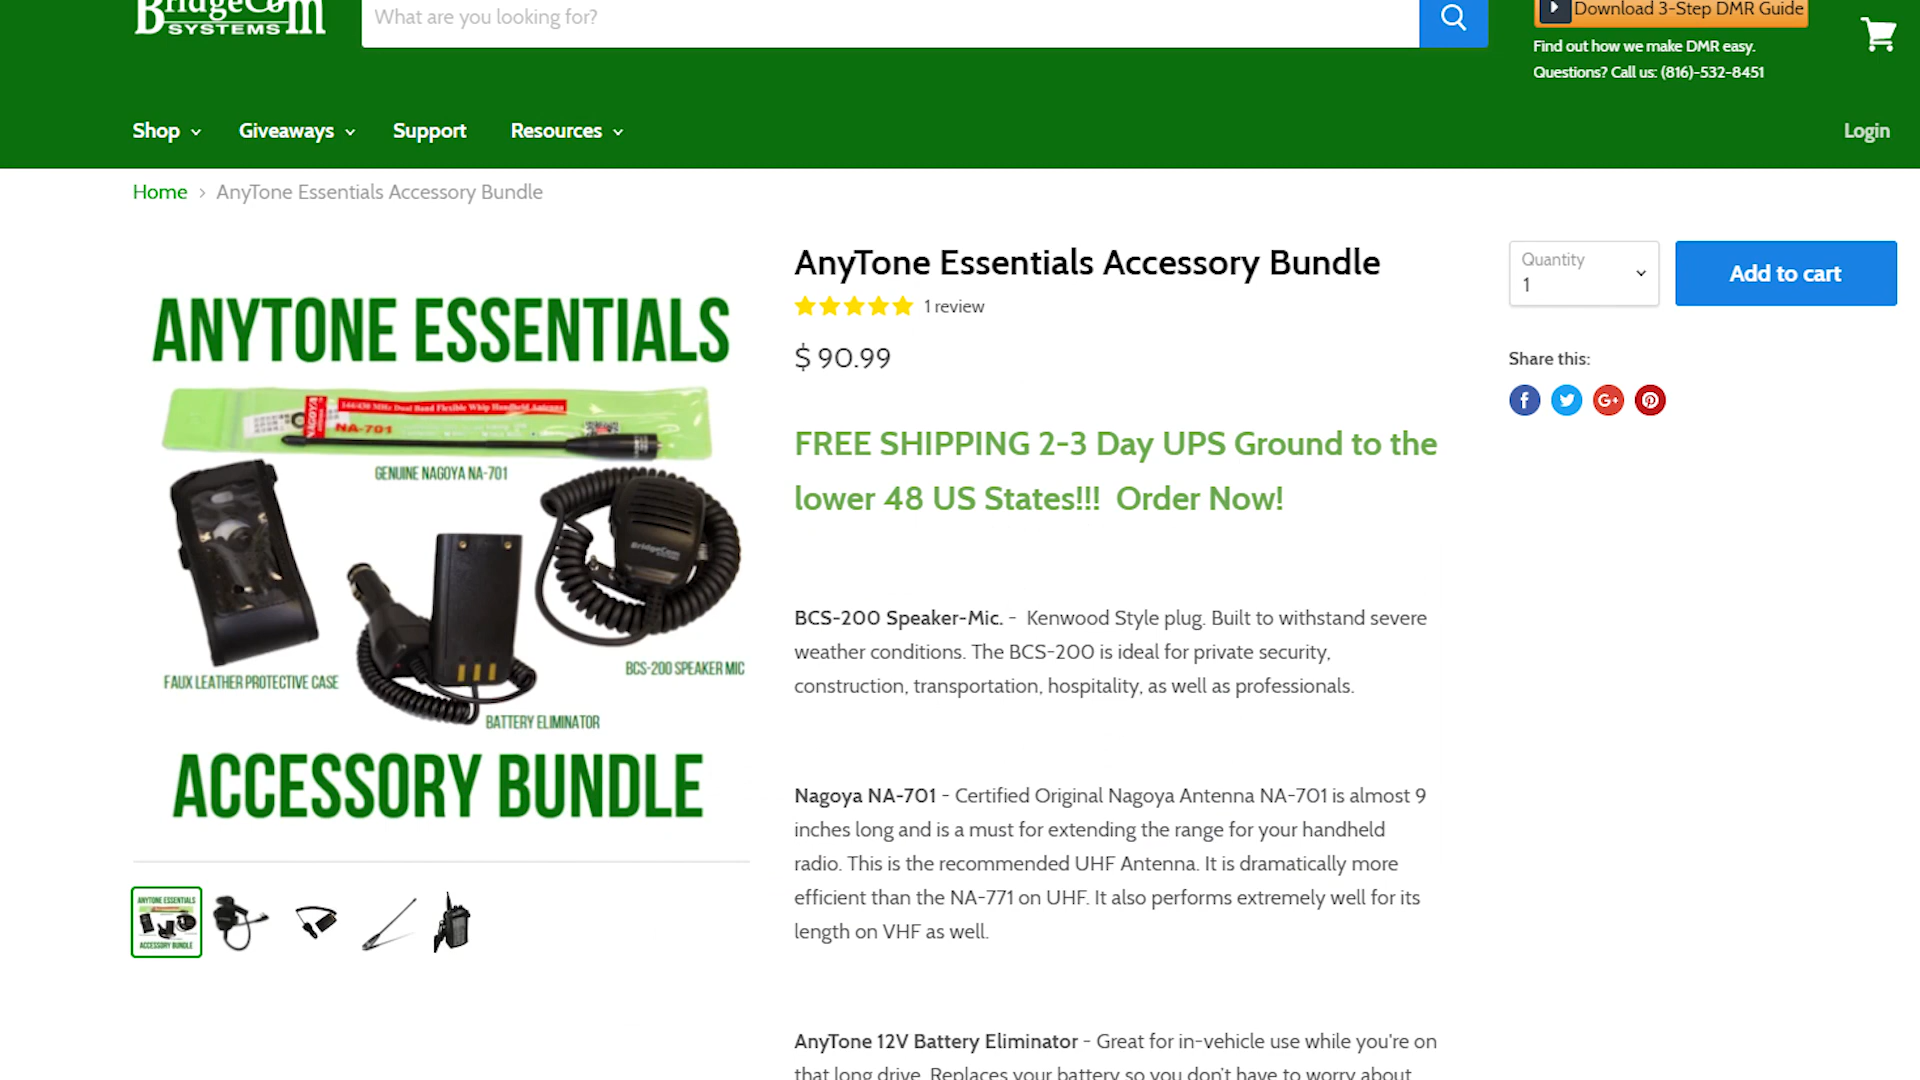 BridgeCom
SYSTEMS
What are you looking for?
Download 3-Step DMR Guide
Find out how we make DMR easy.
Questions? Call us: (816)-532-8451
Shop
Giveaways
Support
Resources
Login
Home > AnyTone Essentials Accessory Bundle
ANYTONE ESSENTIALS
NAGOYA
144/430 MHz Dual Band Flexible Whip Handheld Antenna
NA-701
GENUINE NAGOYA NA-701
BridgeCom
FAUX LEATHER PROTECTIVE CASE
BCS-200 SPEAKER MIC
BATTERY ELIMINATOR
ACCESSORY BUNDLE
ANYTONE ESSENTIALS
ACCESSORY BUNDLE
AnyTone Essentials Accessory Bundle
1 review
$ 90.99
FREE SHIPPING 2-3 Day UPS Ground to the
lower 48 US States!!! Order Now!
BCS-200 Speaker-Mic. - Kenwood Style plug. Built to withstand severe
weather conditions. The BCS-200 is ideal for private security,
construction, transportation, hospitality, as well as professionals.
Nagoya NA-701 - Certified Original Nagoya Antenna NA-701 is almost 9
inches long and is a must for extending the range for your handheld
radio. This is the recommended UHF Antenna. It is dramatically more
efficient than the NA-771 on UHF. It also performs extremely well for its
length on VHF as well.
AnyTone 12V Battery Eliminator - Great for in-vehicle use while you're on
that long drive. Replaces your battery so you don't have to worry about
Quantity
1
Add to cart
Share this: